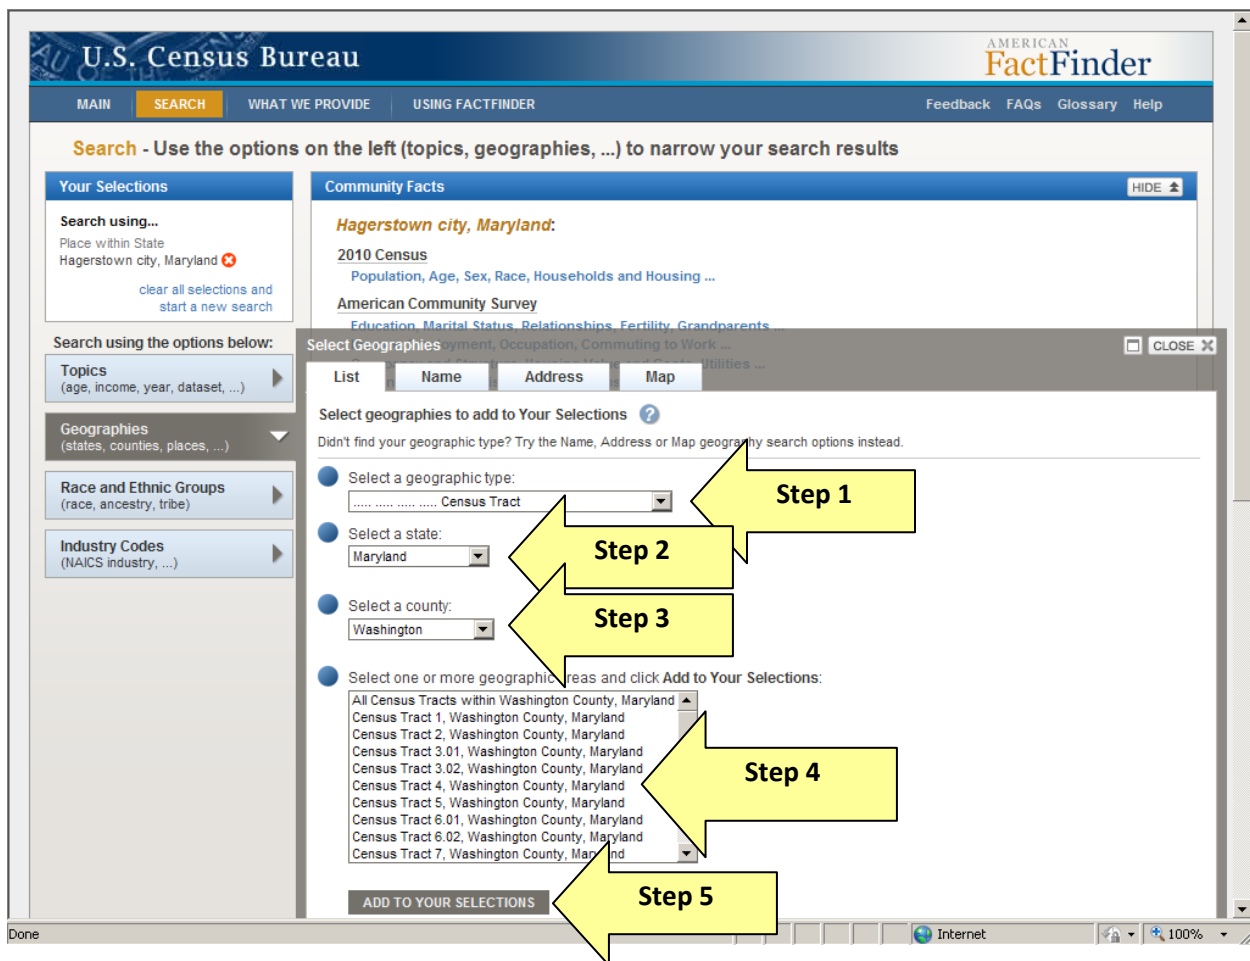 U.S. Census Bureau
AMERICAN
FactFinder
MAIN SEARCH WHAT WE PROVIDE USING FACTFINDER Feedback FAQs Glossary Help
Search - Use the options on the left (topics, geographies, ...) to narrow your search results
Your Selections
Search using...
Place within State
Hagerstown city, Maryland
clear all selections and
start a new search
Search using the options below:
Topics
(age, income, year, dataset, ...)
Geographies
(states, counties, places, ...)
Race and Ethnic Groups
(race, ancestry, tribe)
Industry Codes
(NAICS industry, ...)
Community Facts
HIDE
Hagerstown city, Maryland:
2010 Census
Population, Age, Sex, Race, Households and Housing ...
American Community Survey
Education, Marital Status, Relationships, Fertility, Grandparents ...
Occupation, Commuting to Work ...
Select Geographies
CLOSE
List Name Address Map
Select geographies to add to Your Selections ?
Didn't find your geographic type? Try the Name, Address or Map geography search options instead.
Select a geographic type:
..... ..... ..... ..... Census Tract
Step 1
Select a state:
Maryland
Step 2
Select a county:
Washington
Step 3
Select one or more geographic areas and click Add to Your Selections:
All Census Tracts within Washington County, Maryland
Census Tract 1, Washington County, Maryland
Census Tract 2, Washington County, Maryland
Census Tract 3.01, Washington County, Maryland
Census Tract 3.02, Washington County, Maryland
Census Tract 4, Washington County, Maryland
Census Tract 5, Washington County, Maryland
Census Tract 6.01, Washington County, Maryland
Census Tract 6.02, Washington County, Maryland
Census Tract 7, Washington County, Maryland
Step 4
ADD TO YOUR SELECTIONS
Step 5
Done
Internet
100%